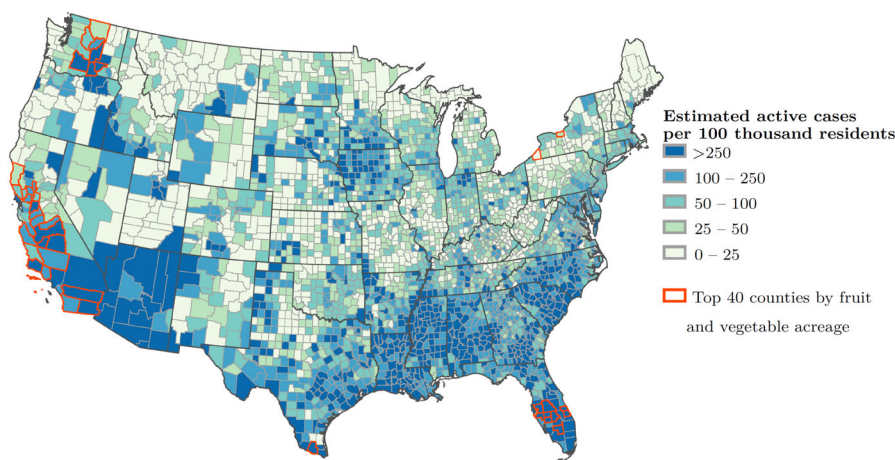 Estimated active cases
per 100 thousand residents
>250
100 – 250
50 – 100
25 – 50
0 – 25
Top 40 counties by fruit
and vegetable acreage